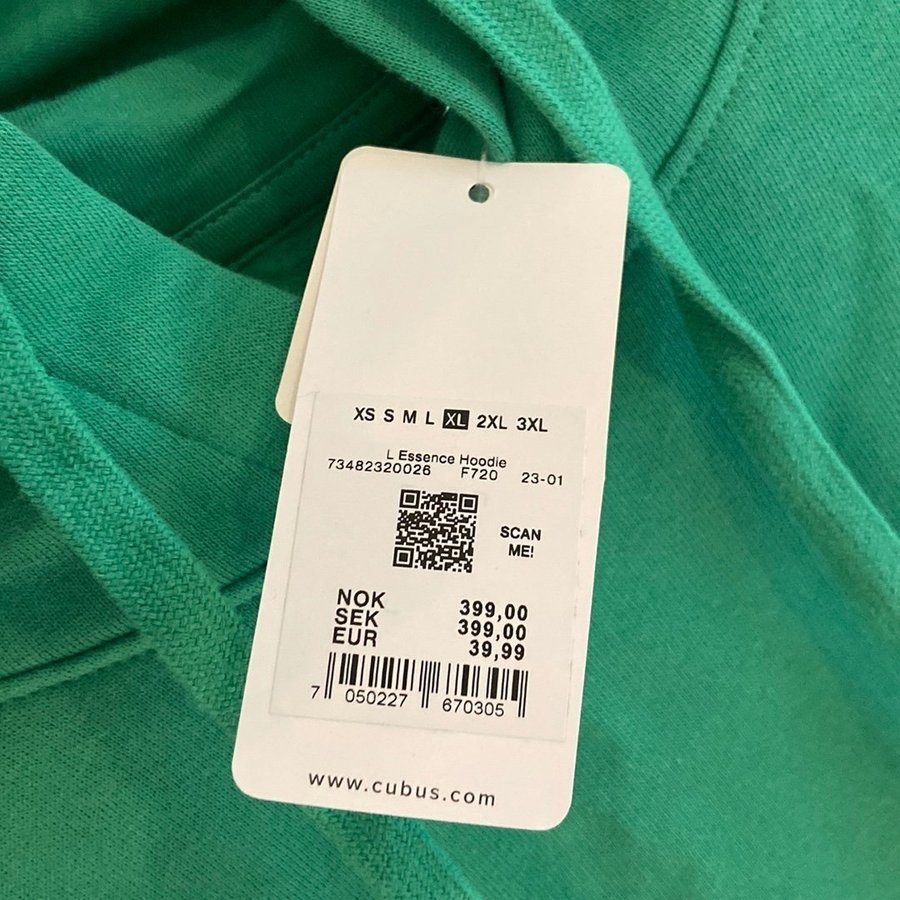 XS S M L XL 2XL 3XL
L Essence Hoodie
73482320026 F720 23-01
SCAN
ME!
NOK 399,00
SEK 399,00
EUR 39,99
7 050227 670305
www.cubus.com